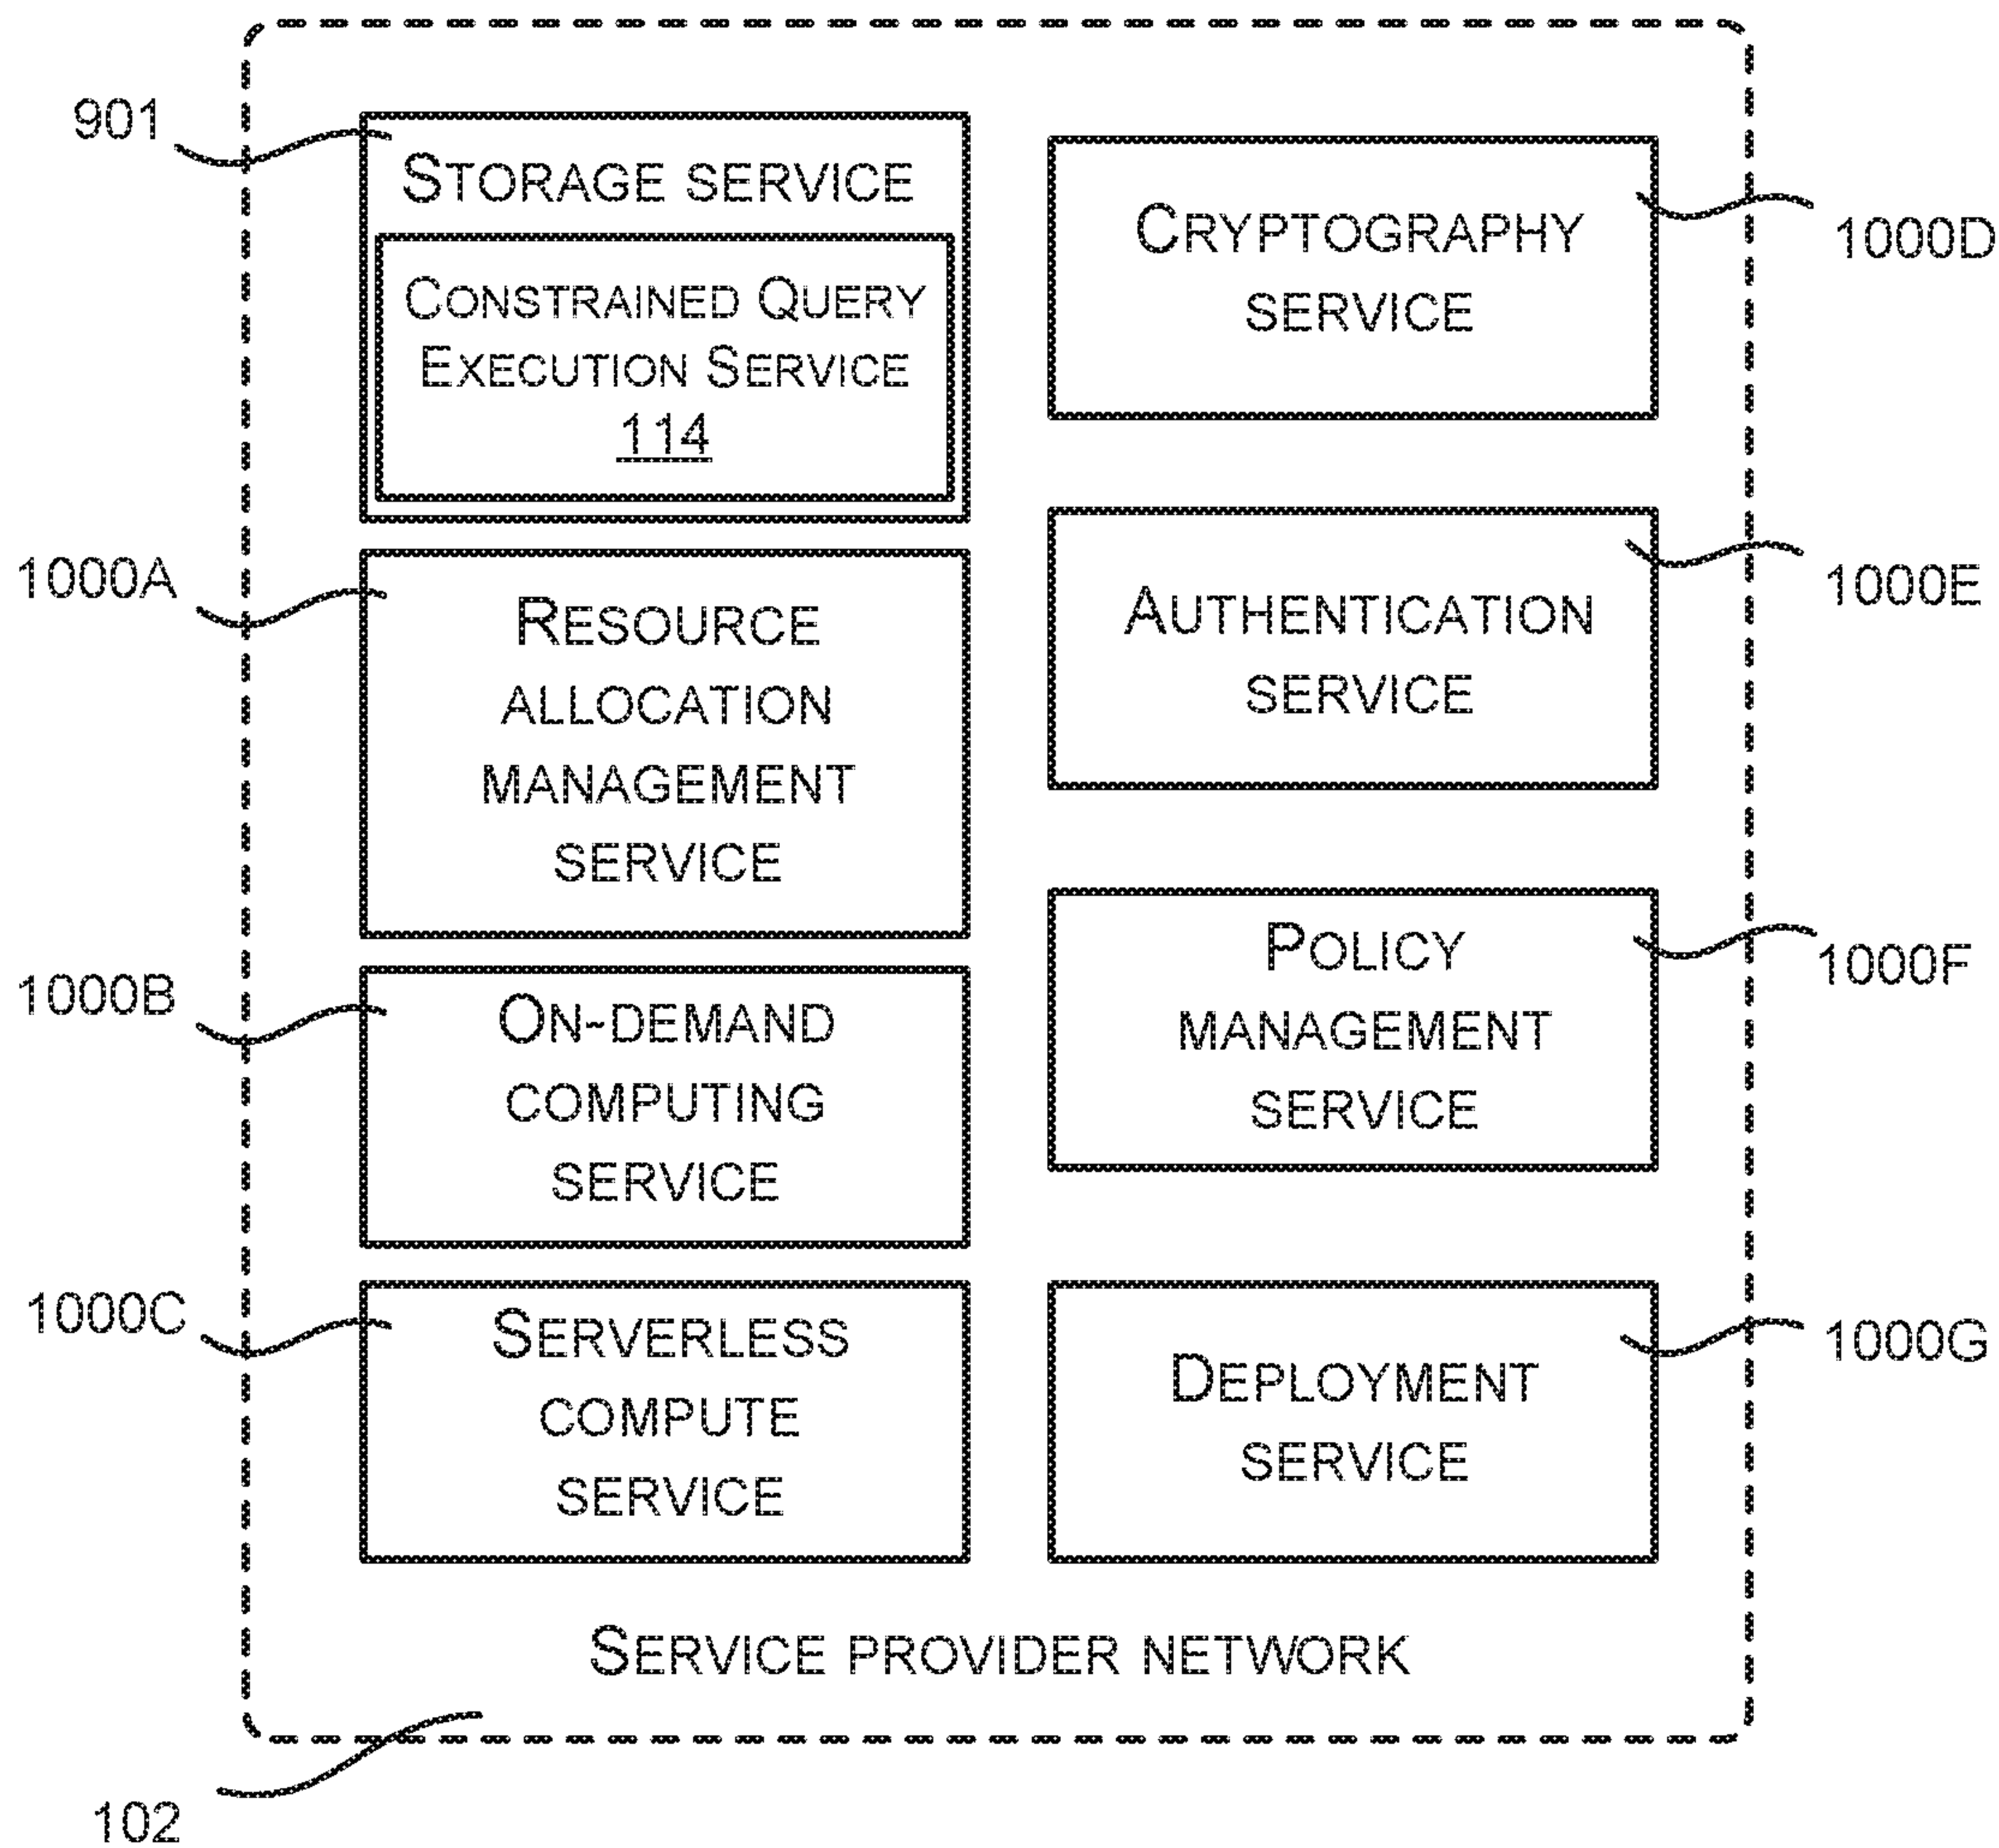 901
STORAGE SERVICE
CONSTRAINED QUERY
EXECUTION SERVICE
114
1000A
RESOURCE
ALLOCATION
MANAGEMENT
SERVICE
1000B
ON-DEMAND
COMPUTING
SERVICE
1000C
SERVERLESS
COMPUTE
SERVICE
CRYPTOGRAPHY
SERVICE
1000D
AUTHENTICATION
SERVICE
1000E
POLICY
MANAGEMENT
SERVICE
1000F
DEPLOYMENT
SERVICE
1000G
SERVICE PROVIDER NETWORK
102